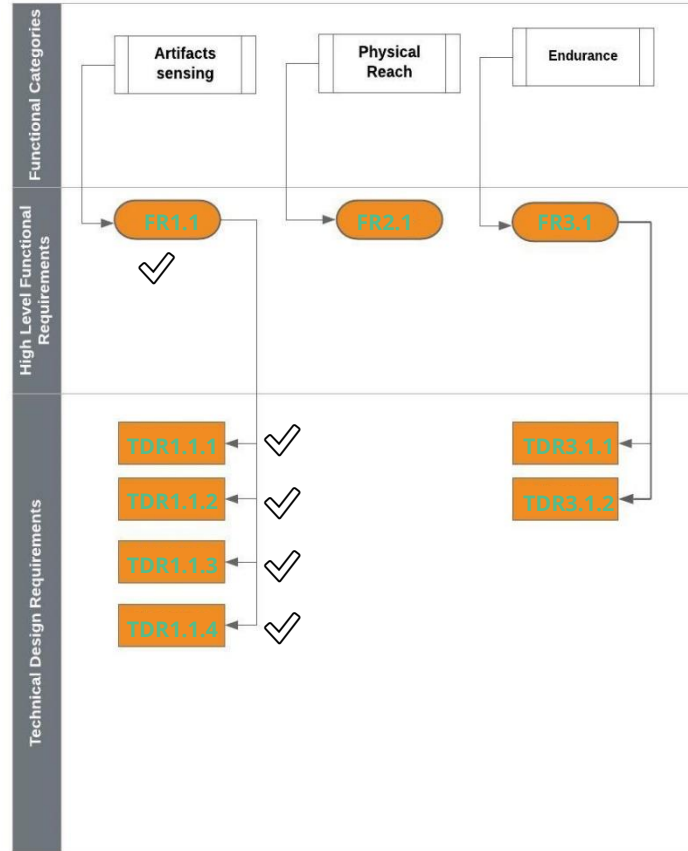 Functional Categories
Artifacts
sensing
Physical
Reach
Endurance
High Level Functional
Requirements
FR1.1
FR2.1
FR3.1
Technical Design Requirements
TDR1.1.1
TDR3.1.1
TDR1.1.2
TDR3.1.2
TDR1.1.3
TDR1.1.4